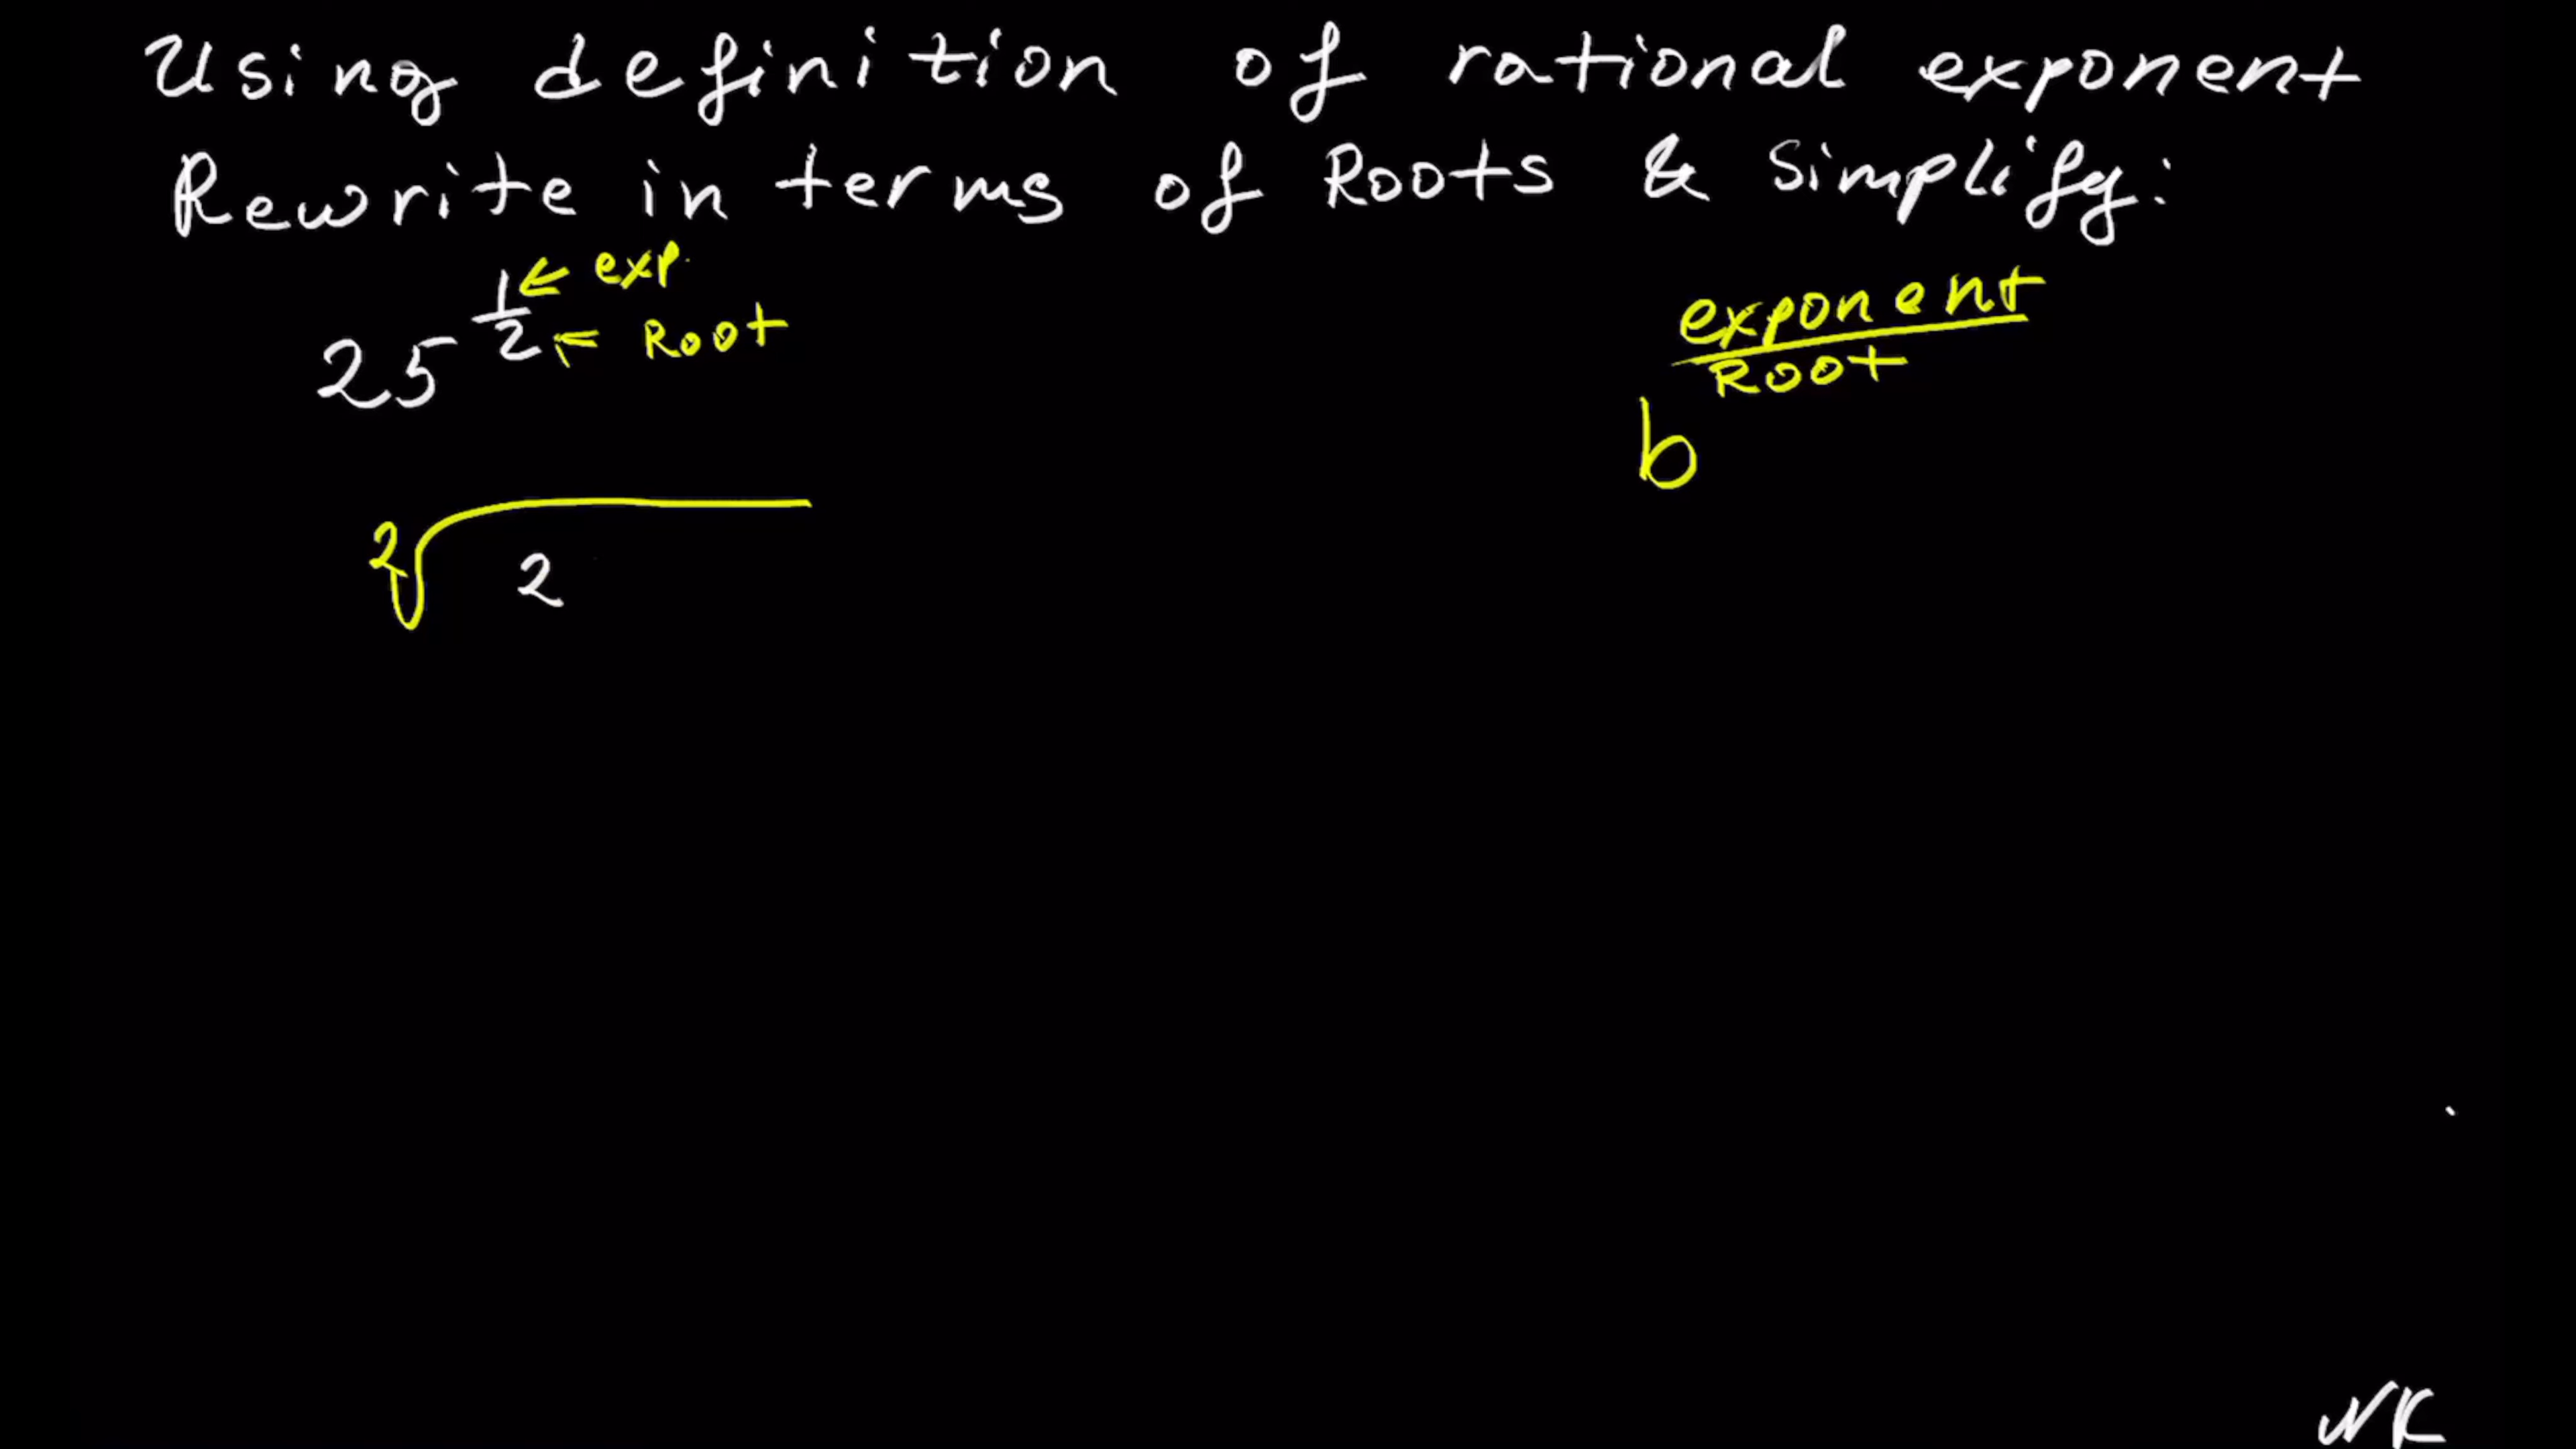 Using definition of rational exponent
Rewrite in terms of Roots & Simplify:
25^(1/2) ← exp. ← Root
b^(exponent/Root)
2√2
NK